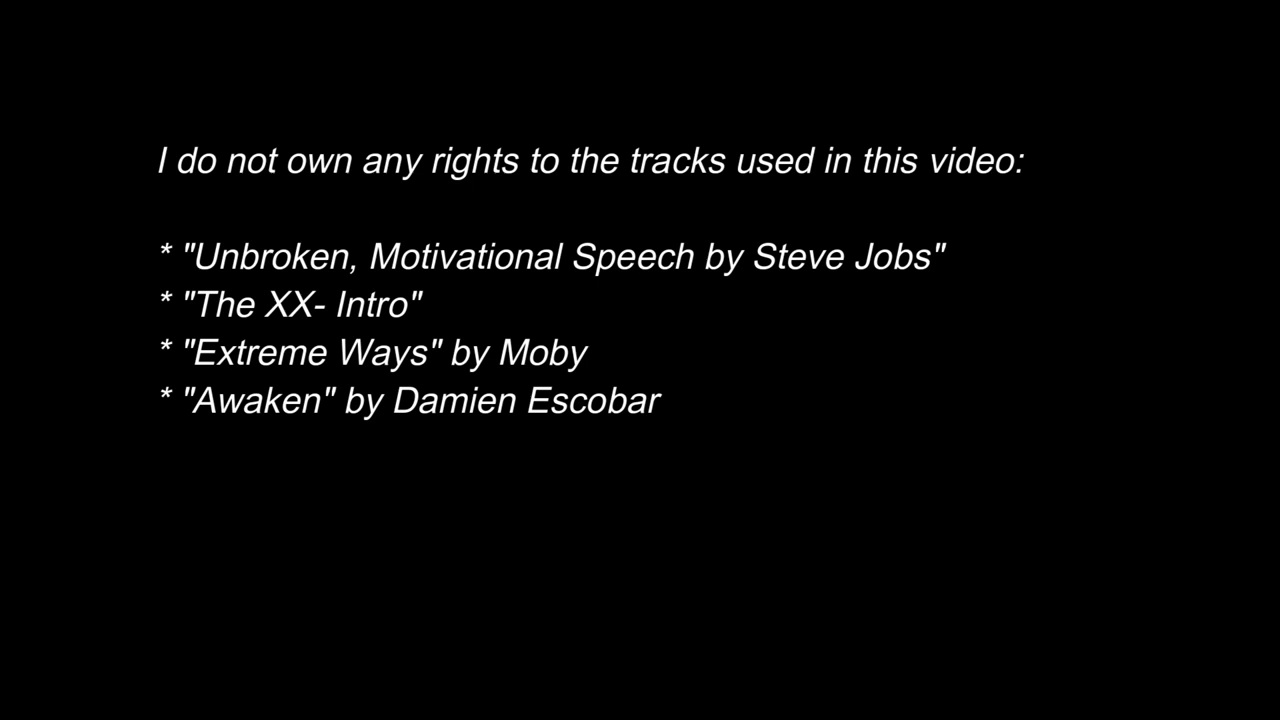 I do not own any rights to the tracks used in this video:
* "Unbroken, Motivational Speech by Steve Jobs"
* "The XX- Intro"
* "Extreme Ways" by Moby
* "Awaken" by Damien Escobar